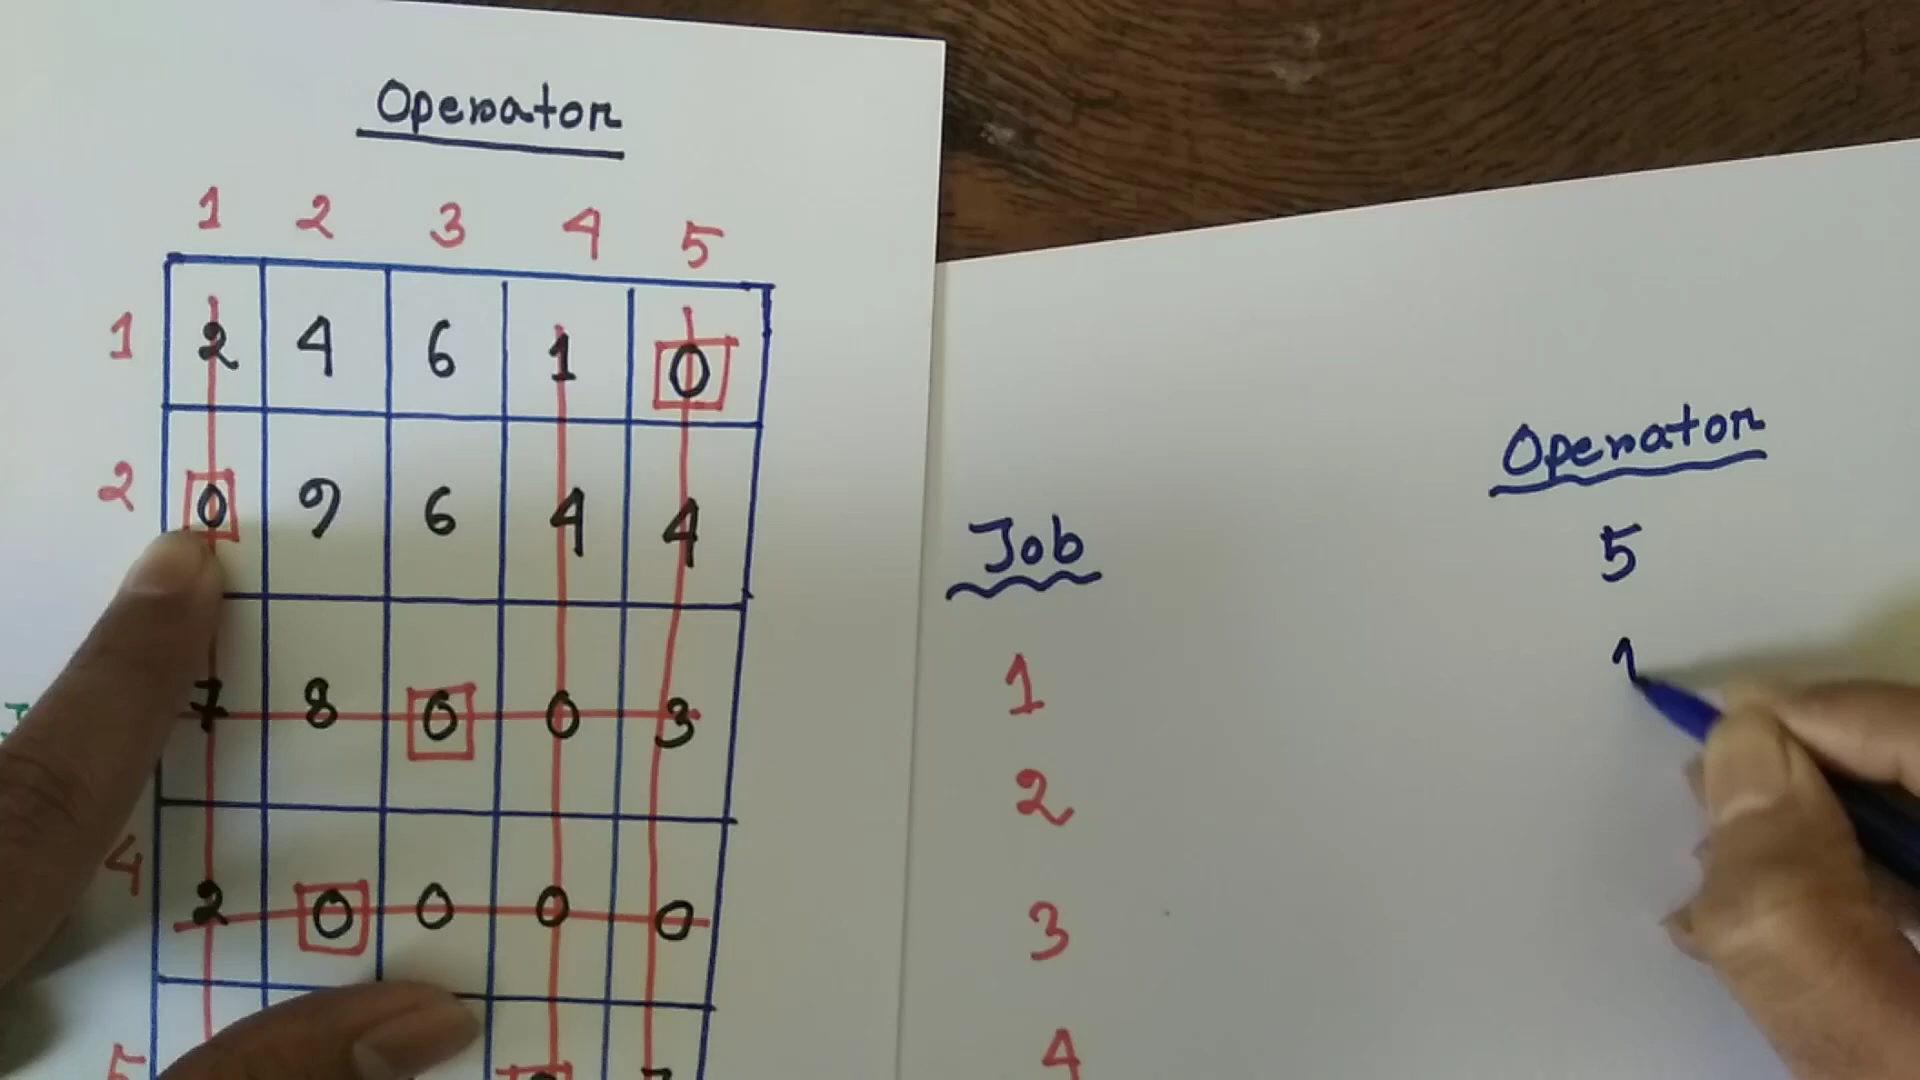 Operator
1 2 3 4 5
1 2 4 6 1 0
2 0 9 6 4 4
7 8 0 0 3
4 2 0 0 0 0
5
Operator
Job 5
1 1
2
3
4